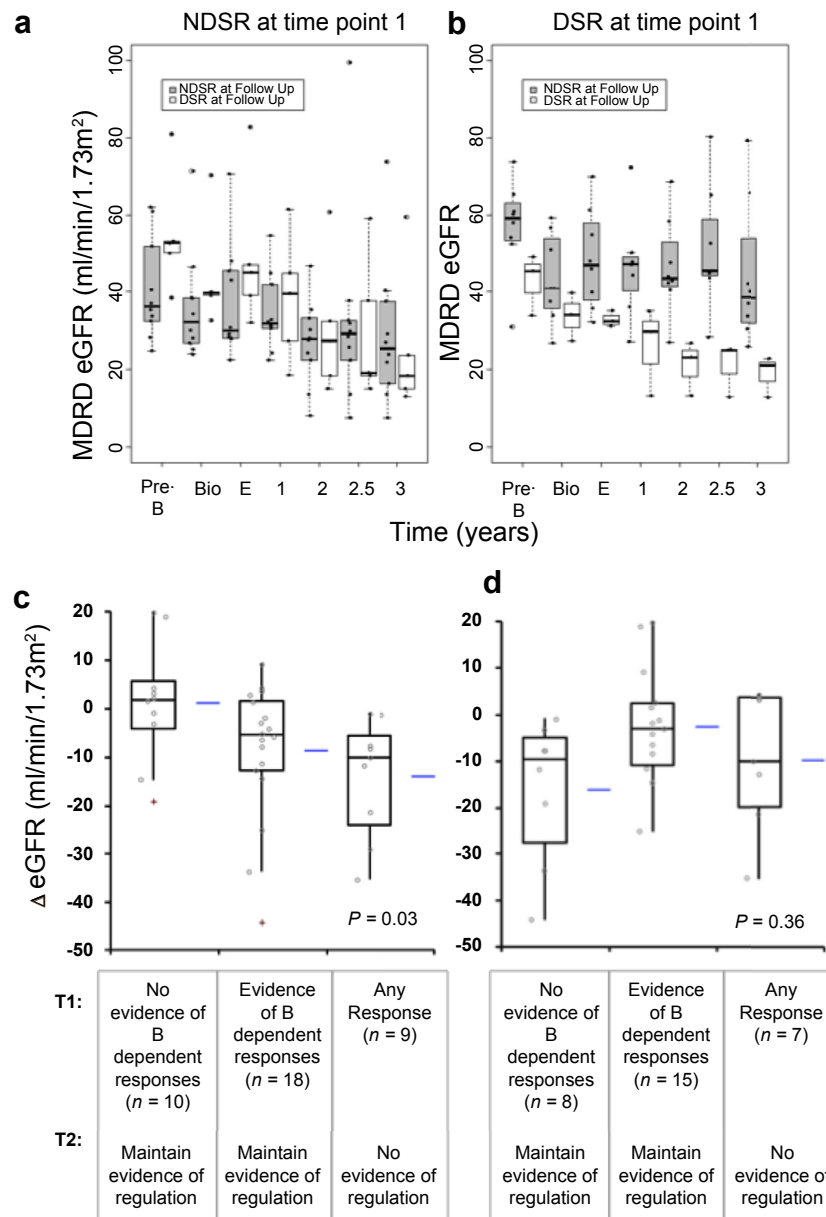 a
NDSR at time point 1
b
DSR at time point 1
MDRD eGFR (ml/min/1.73m²)
100
80
60
40
20
0
NDSR at Follow Up
DSR at Follow Up
Pre-
B
Bio
E
1
2
2.5
3
MDRD eGFR
100
80
60
40
20
0
NDSR at Follow Up
DSR at Follow Up
Pre-
B
Bio
E
1
2
2.5
3
Time (years)
c
Δ eGFR (ml/min/1.73m²)
20
10
0
-10
-20
-30
-40
-50
P = 0.03
d
20
10
0
-10
-20
-30
-40
-50
P = 0.36
T1:
No
evidence of
B
dependent
responses
(n = 10)
Evidence
of B
dependent
responses
(n = 18)
Any
Response
(n = 9)
No
evidence of
B
dependent
responses
(n = 8)
Evidence
of B
dependent
responses
(n = 15)
Any
Response
(n = 7)
T2:
Maintain
evidence of
regulation
Maintain
evidence of
regulation
No
evidence of
regulation
Maintain
evidence of
regulation
Maintain
evidence of
regulation
No
evidence of
regulation